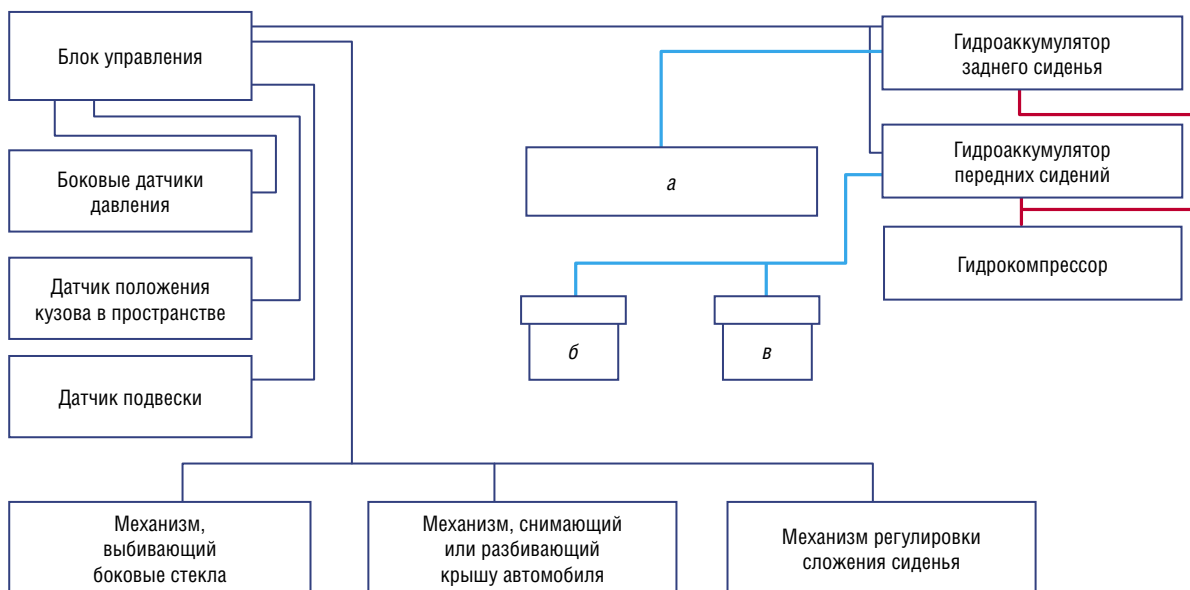 Блок управления
Гидроаккумулятор
заднего сиденья
Боковые датчики
давления
а
Гидроаккумулятор
передних сидений
Гидрокомпрессор
Датчик положения
кузова в пространстве
б
в
Датчик подвески
Механизм,
выбивающий
боковые стекла
Механизм, снимающий
или разбивающий
крышу автомобиля
Механизм регулировки
сложения сиденья